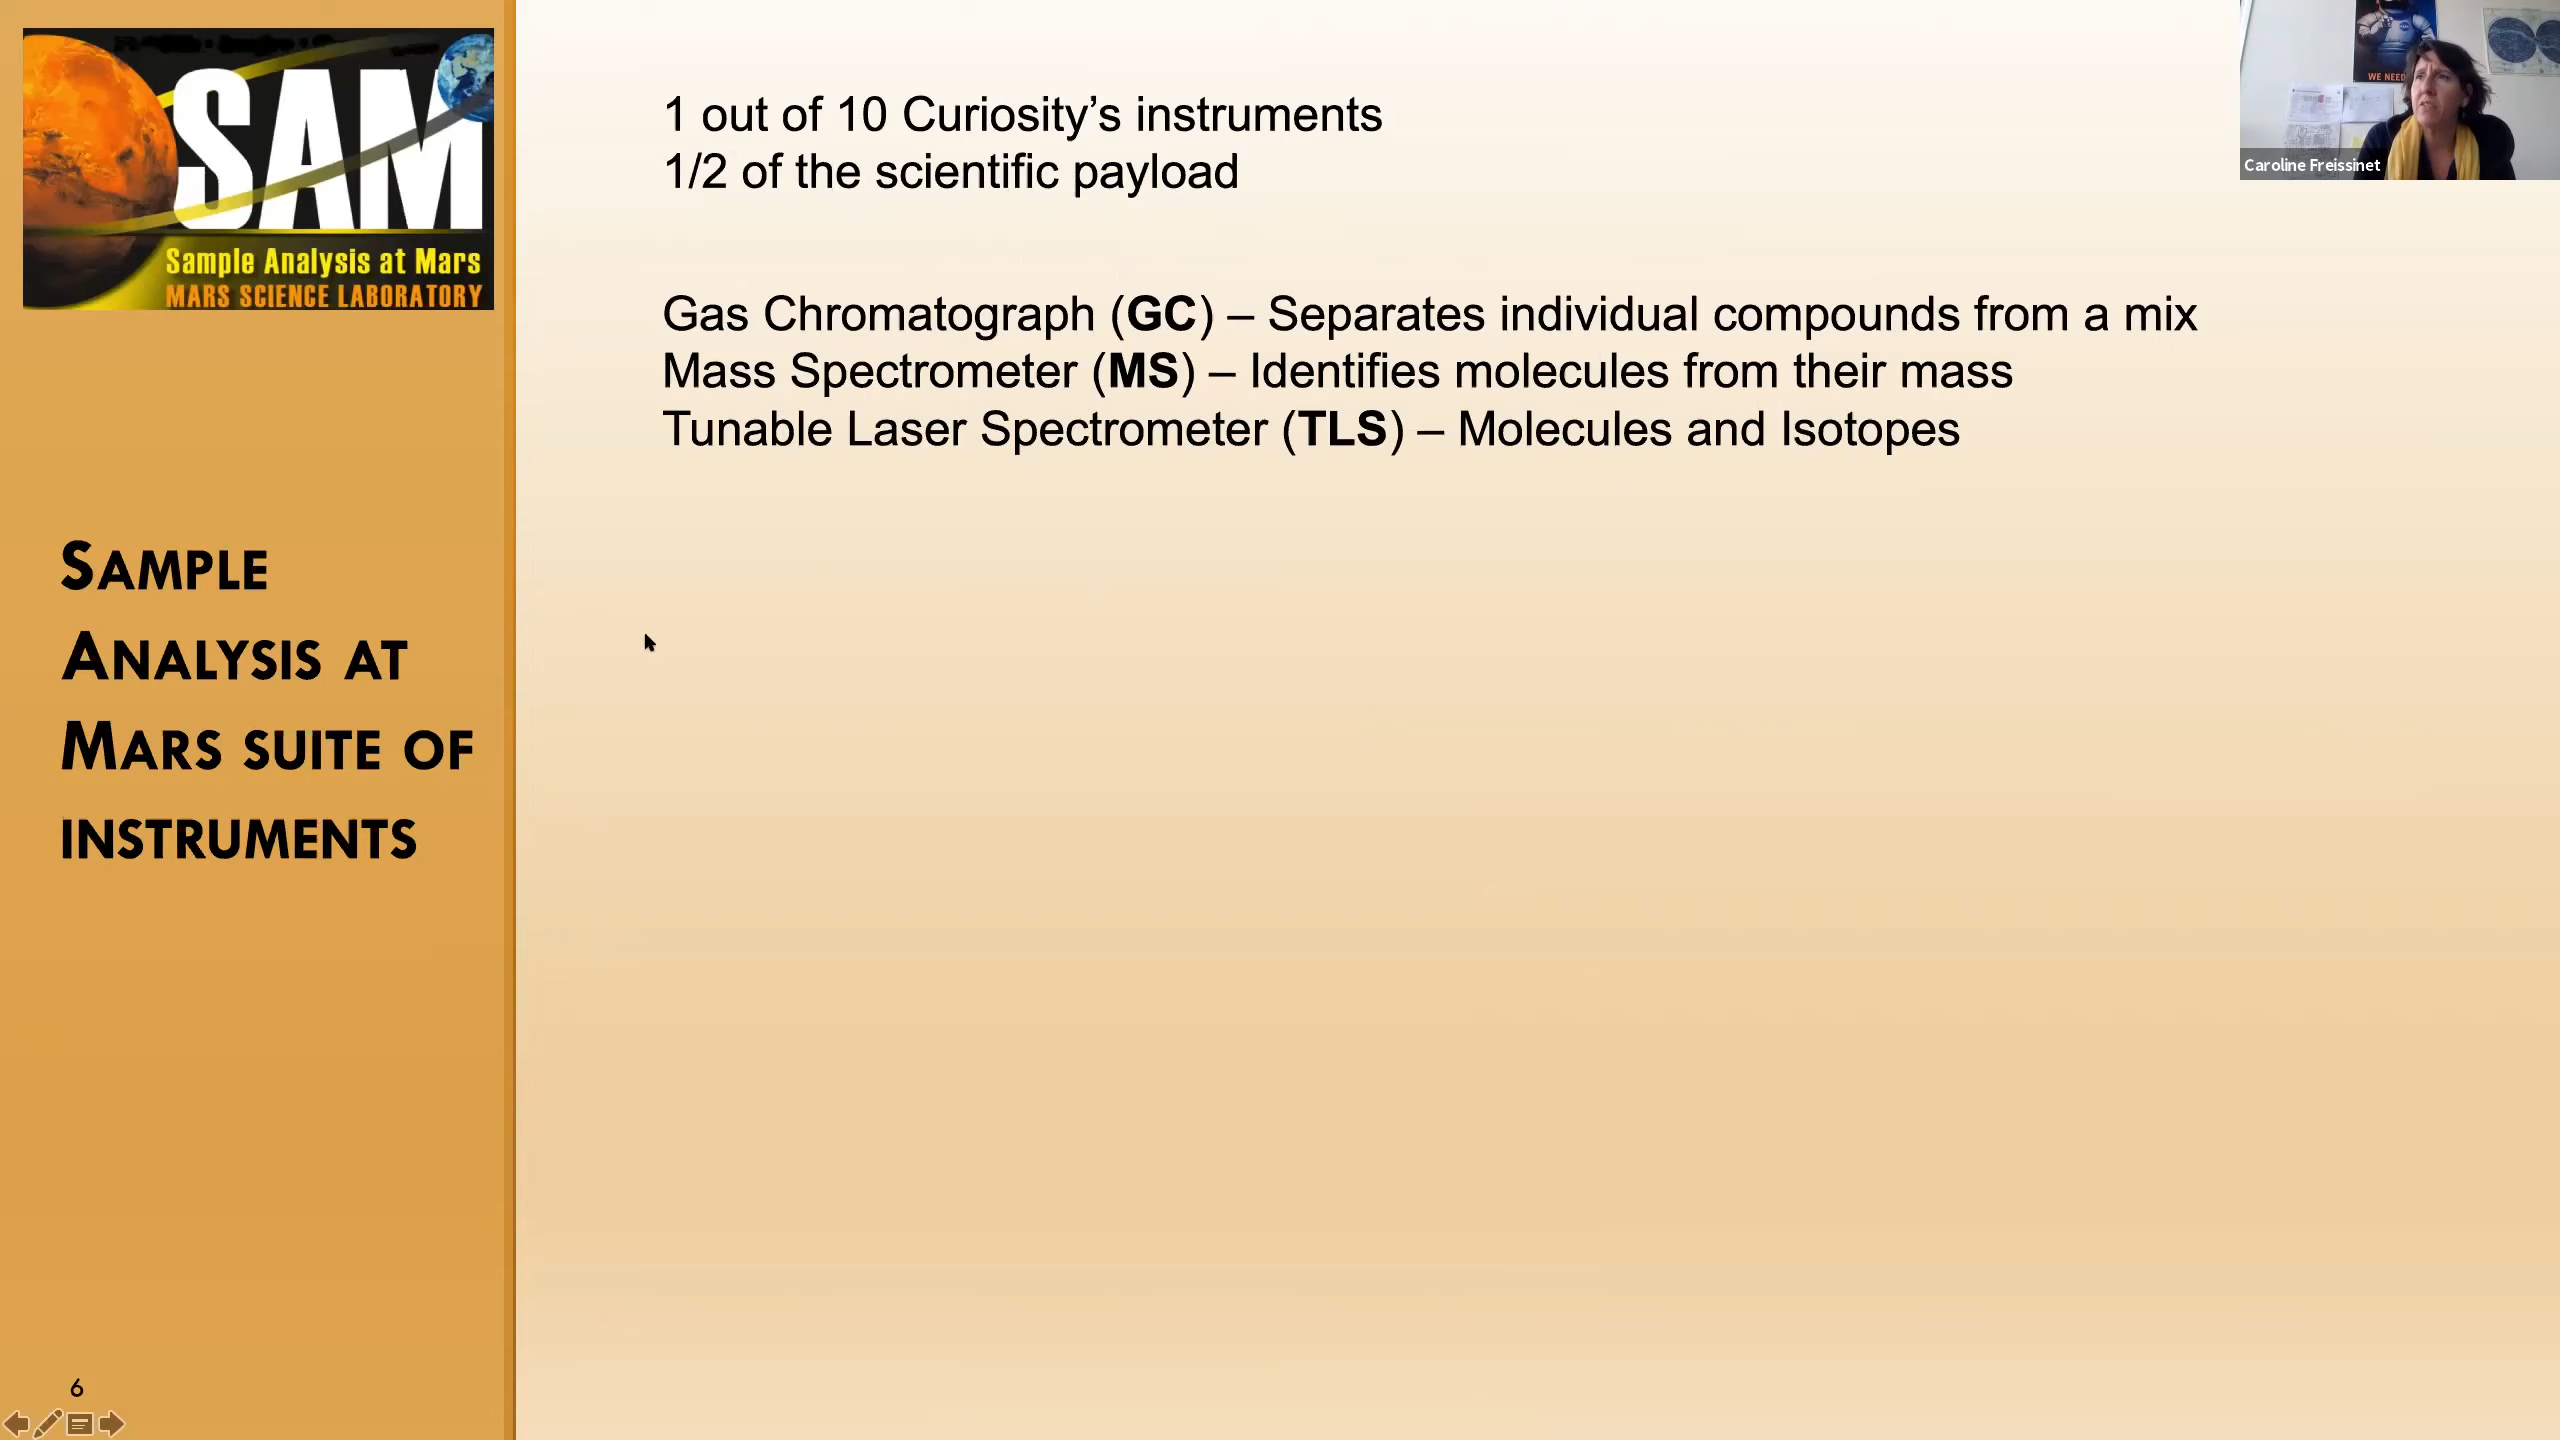 SAM
Sample Analysis at Mars
MARS SCIENCE LABORATORY
SAMPLE
ANALYSIS AT
MARS SUITE OF
INSTRUMENTS
6
1 out of 10 Curiosity’s instruments
1/2 of the scientific payload
Gas Chromatograph (GC) – Separates individual compounds from a mix
Mass Spectrometer (MS) – Identifies molecules from their mass
Tunable Laser Spectrometer (TLS) – Molecules and Isotopes
WE NEED
Caroline Freissinet